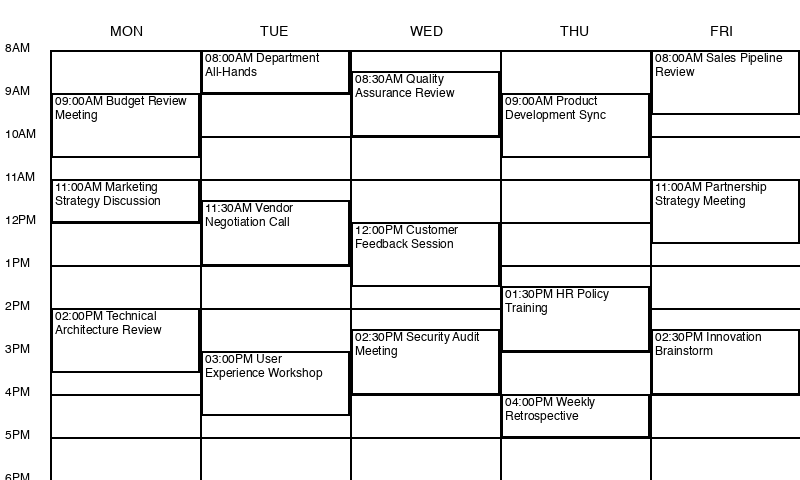 MON TUE WED THU FRI
8AM
08:00AM Department
All-Hands
08:00AM Sales Pipeline
Review
08:30AM Quality
Assurance Review
9AM
09:00AM Budget Review
Meeting
09:00AM Product
Development Sync
10AM
11AM
11:00AM Marketing
Strategy Discussion
11:00AM Partnership
Strategy Meeting
11:30AM Vendor
Negotiation Call
12PM
12:00PM Customer
Feedback Session
1PM
01:30PM HR Policy
Training
2PM
02:00PM Technical
Architecture Review
02:30PM Security Audit
Meeting
02:30PM Innovation
Brainstorm
3PM
03:00PM User
Experience Workshop
4PM
04:00PM Weekly
Retrospective
5PM
6PM